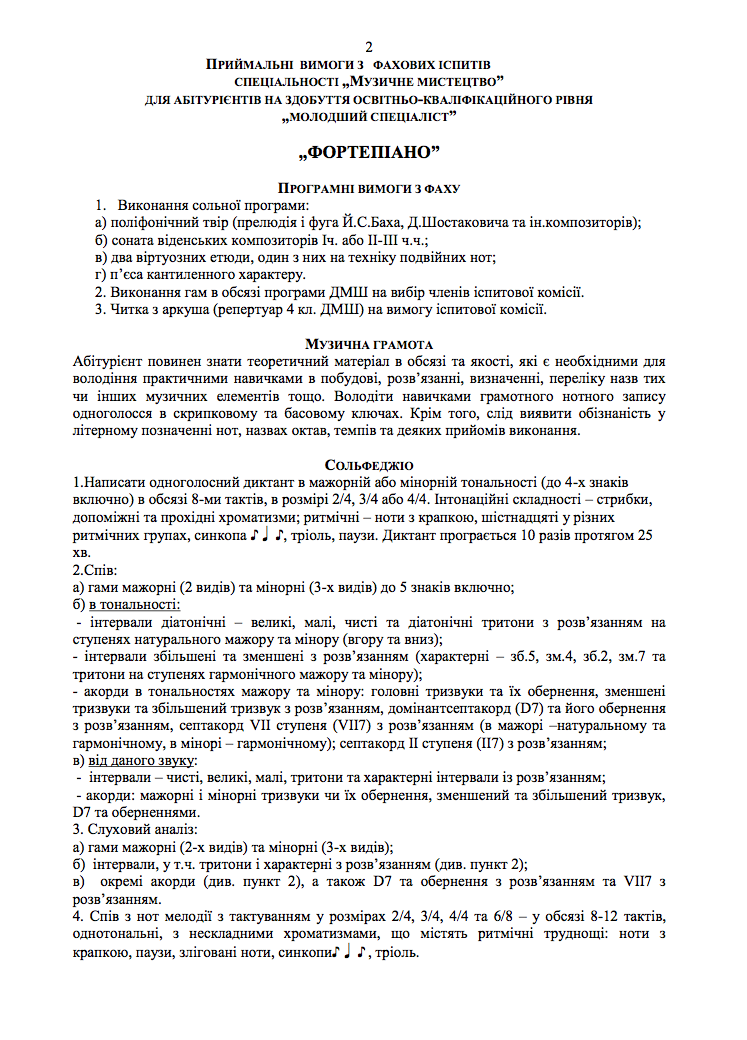 2
ПРИЙМАЛЬНІ ВИМОГИ З ФАХОВИХ ІСПИТІВ
СПЕЦІАЛЬНОСТІ „МУЗИЧНЕ МИСТЕЦТВО”
ДЛЯ АБІТУРІЄНТІВ НА ЗДОБУТТЯ ОСВІТНЬО-КВАЛІФІКАЦІЙНОГО РІВНЯ
„МОЛОДШИЙ СПЕЦІАЛІСТ”
„ФОРТЕПІАНО”
ПРОГРАМНІ ВИМОГИ З ФАХУ
1. Виконання сольної програми:
а) поліфонічний твір (прелюдія і фуга Й.С.Баха, Д.Шостаковича та ін.композиторів);
б) соната віденських композиторів Іч. або ІІ-ІІІ ч.ч.;
в) два віртуозних етюди, один з них на техніку подвійних нот;
г) п’єса кантиленного характеру.
2. Виконання гам в обсязі програми ДМШ на вибір членів іспитової комісії.
3. Читка з аркуша (репертуар 4 кл. ДМШ) на вимогу іспитової комісії.
МУЗИЧНА ГРАМОТА
Абітурієнт повинен знати теоретичний матеріал в обсязі та якості, які є необхідними для
володіння практичними навичками в побудові, розв’язанні, визначенні, переліку назв тих
чи інших музичних елементів тощо. Володіти навичками грамотного нотного запису
одноголосся в скрипковому та басовому ключах. Крім того, слід виявити обізнаність у
літерному позначенні нот, назвах октав, темпів та деяких прийомів виконання.
СОЛЬФЕДЖІО
1.Написати одноголосний диктант в мажорній або мінорній тональності (до 4-х знаків
включно) в обсязі 8-ми тактів, в розмірі 2/4, 3/4 або 4/4. Інтонаційні складності – стрибки,
допоміжні та прохідні хроматизми; ритмічні – ноти з крапкою, шістнадцяті у різних
ритмічних групах, синкопа ♪ ♩ ♪, тріоль, паузи. Диктант програється 10 разів протягом 25
хв.
2.Спів:
а) гами мажорні (2 видів) та мінорні (3-х видів) до 5 знаків включно;
б) в тональності:
- інтервали діатонічні – великі, малі, чисті та діатонічні тритони з розв’язанням на
ступенях натурального мажору та мінору (вгору та вниз);
- інтервали збільшені та зменшені з розв’язанням (характерні – зб.5, зм.4, зб.2, зм.7 та
тритони на ступенях гармонічного мажору та мінору);
- акорди в тональностях мажору та мінору: головні тризвуки та їх обернення, зменшені
тризвуки та збільшений тризвук з розв’язанням, домінантсептакорд (D7) та його обернення
з розв’язанням, септакорд VII ступеня (VII7) з розв’язанням (в мажорі –натуральному та
гармонічному, в мінорі – гармонічному); септакорд II ступеня (II7) з розв’язанням;
в) від даного звуку:
- інтервали – чисті, великі, малі, тритони та характерні інтервали із розв’язанням;
- акорди: мажорні і мінорні тризвуки чи їх обернення, зменшений та збільшений тризвук,
D7 та оберненнями.
3. Слуховий аналіз:
а) гами мажорні (2-х видів) та мінорні (3-х видів);
б) інтервали, у т.ч. тритони і характерні з розв’язанням (див. пункт 2);
в) окремі акорди (див. пункт 2), а також D7 та обернення з розв’язанням та VII7 з
розв’язанням.
4. Спів з нот мелодії з тактуванням у розмірах 2/4, 3/4, 4/4 та 6/8 – у обсязі 8-12 тактів,
однотональні, з нескладними хроматизмами, що містять ритмічні труднощі: ноти з
крапкою, паузи, зліговані ноти, синкопи♪ ♩ ♪, тріоль.